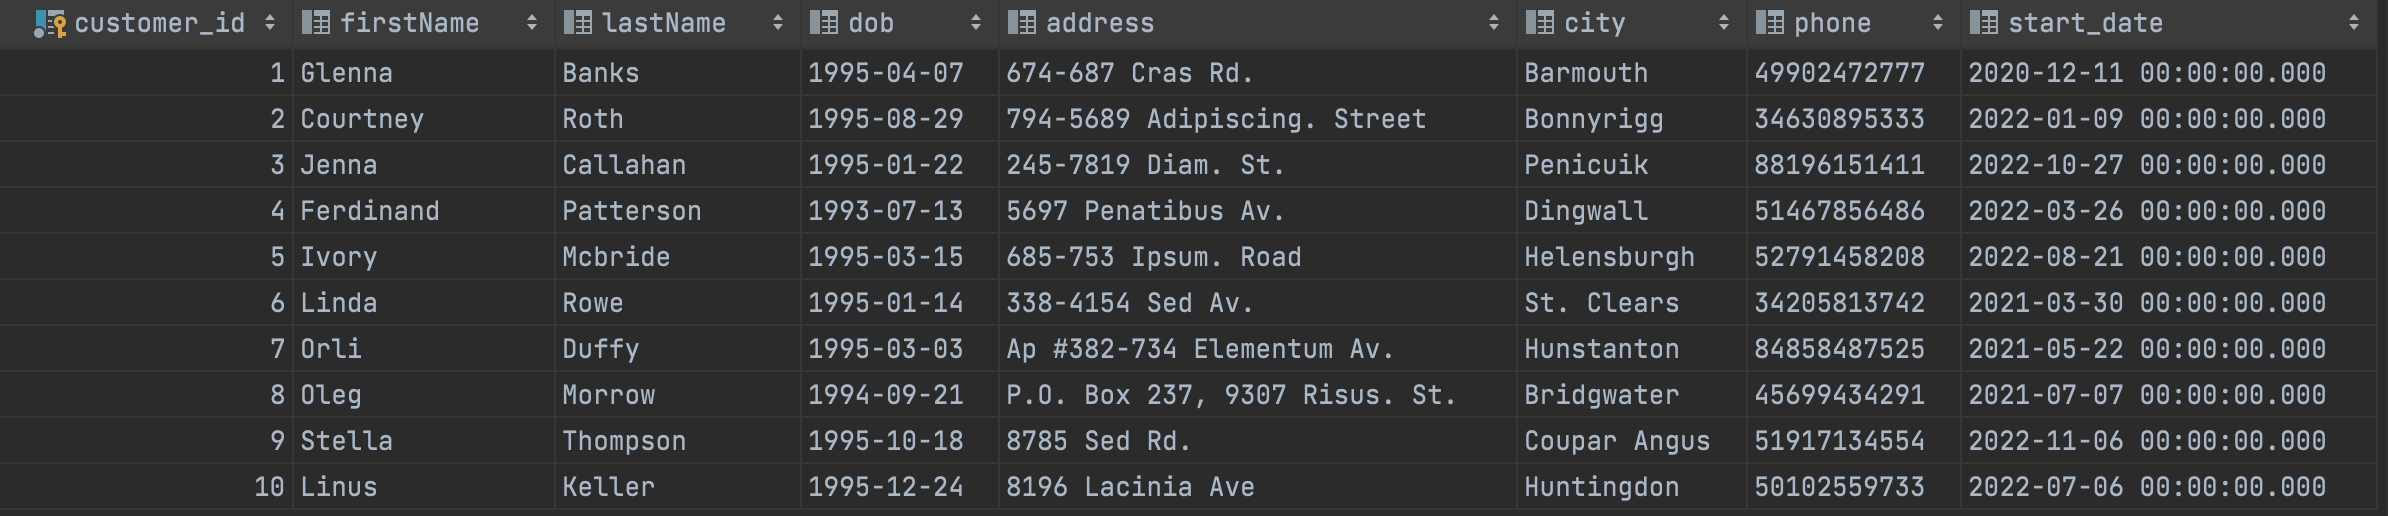 customer_id firstName lastName dob address city phone start_date
1 Glenna Banks 1995-04-07 674-687 Cras Rd. Barmouth 49902472777 2020-12-11 00:00:00.000
2 Courtney Roth 1995-08-29 794-5689 Adipiscing. Street Bonnyrigg 34630895333 2022-01-09 00:00:00.000
3 Jenna Callahan 1995-01-22 245-7819 Diam. St. Penicuik 88196151411 2022-10-27 00:00:00.000
4 Ferdinand Patterson 1993-07-13 5697 Penatibus Av. Dingwall 51467856486 2022-03-26 00:00:00.000
5 Ivory Mcbride 1995-03-15 685-753 Ipsum. Road Helensburgh 52791458208 2022-08-21 00:00:00.000
6 Linda Rowe 1995-01-14 338-4154 Sed Av. St. Clears 34205813742 2021-03-30 00:00:00.000
7 Orli Duffy 1995-03-03 Ap #382-734 Elementum Av. Hunstanton 84858487525 2021-05-22 00:00:00.000
8 Oleg Morrow 1994-09-21 P.O. Box 237, 9307 Risus. St. Bridgwater 45699434291 2021-07-07 00:00:00.000
9 Stella Thompson 1995-10-18 8785 Sed Rd. Coupar Angus 51917134554 2022-11-06 00:00:00.000
10 Linus Keller 1995-12-24 8196 Lacinia Ave Huntingdon 50102559733 2022-07-06 00:00:00.000